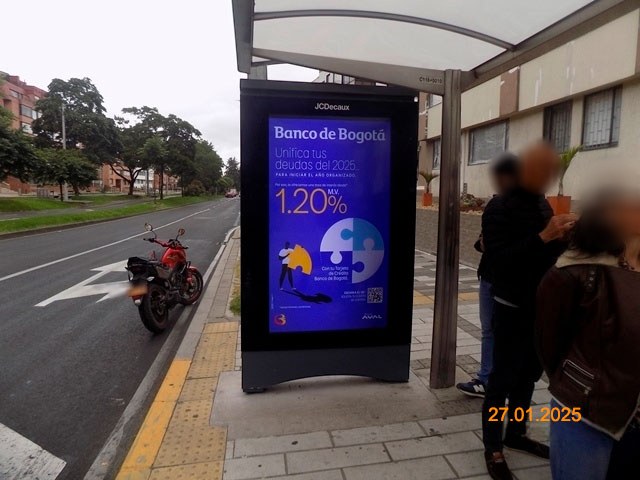 JCDecaux
Banco de Bogotá
Unifica tus
deudas del 2025
PARA INICIAR EL AÑO ORGANIZADO
1.20%
M.V.
Con tu Tarjeta
de Crédito
Banco de Bogotá
AVAL
27.01.2025